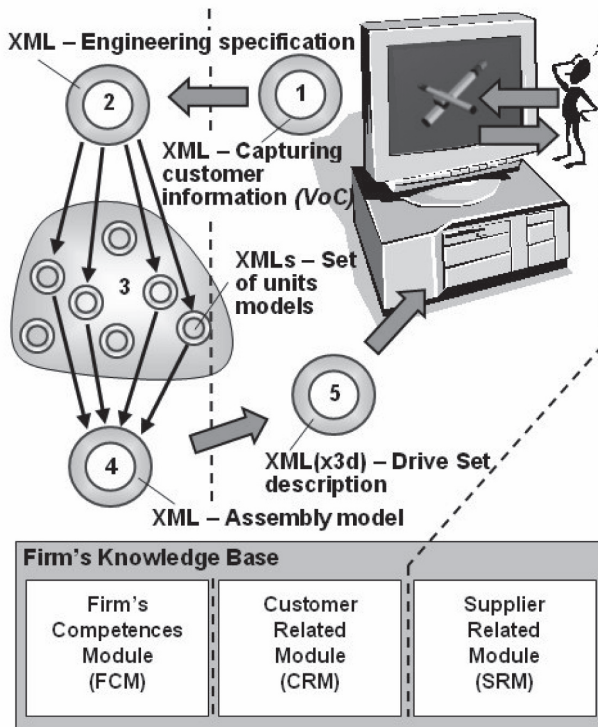 XML – Engineering specification
2
1
XML – Capturing
customer
information (VoC)
XMLs – Set
of units
models
3
5
4
XML(x3d) – Drive Set
description
XML – Assembly model
Firm's Knowledge Base
Firm's
Competences
Module
(FCM)
Customer
Related
Module
(CRM)
Supplier
Related
Module
(SRM)